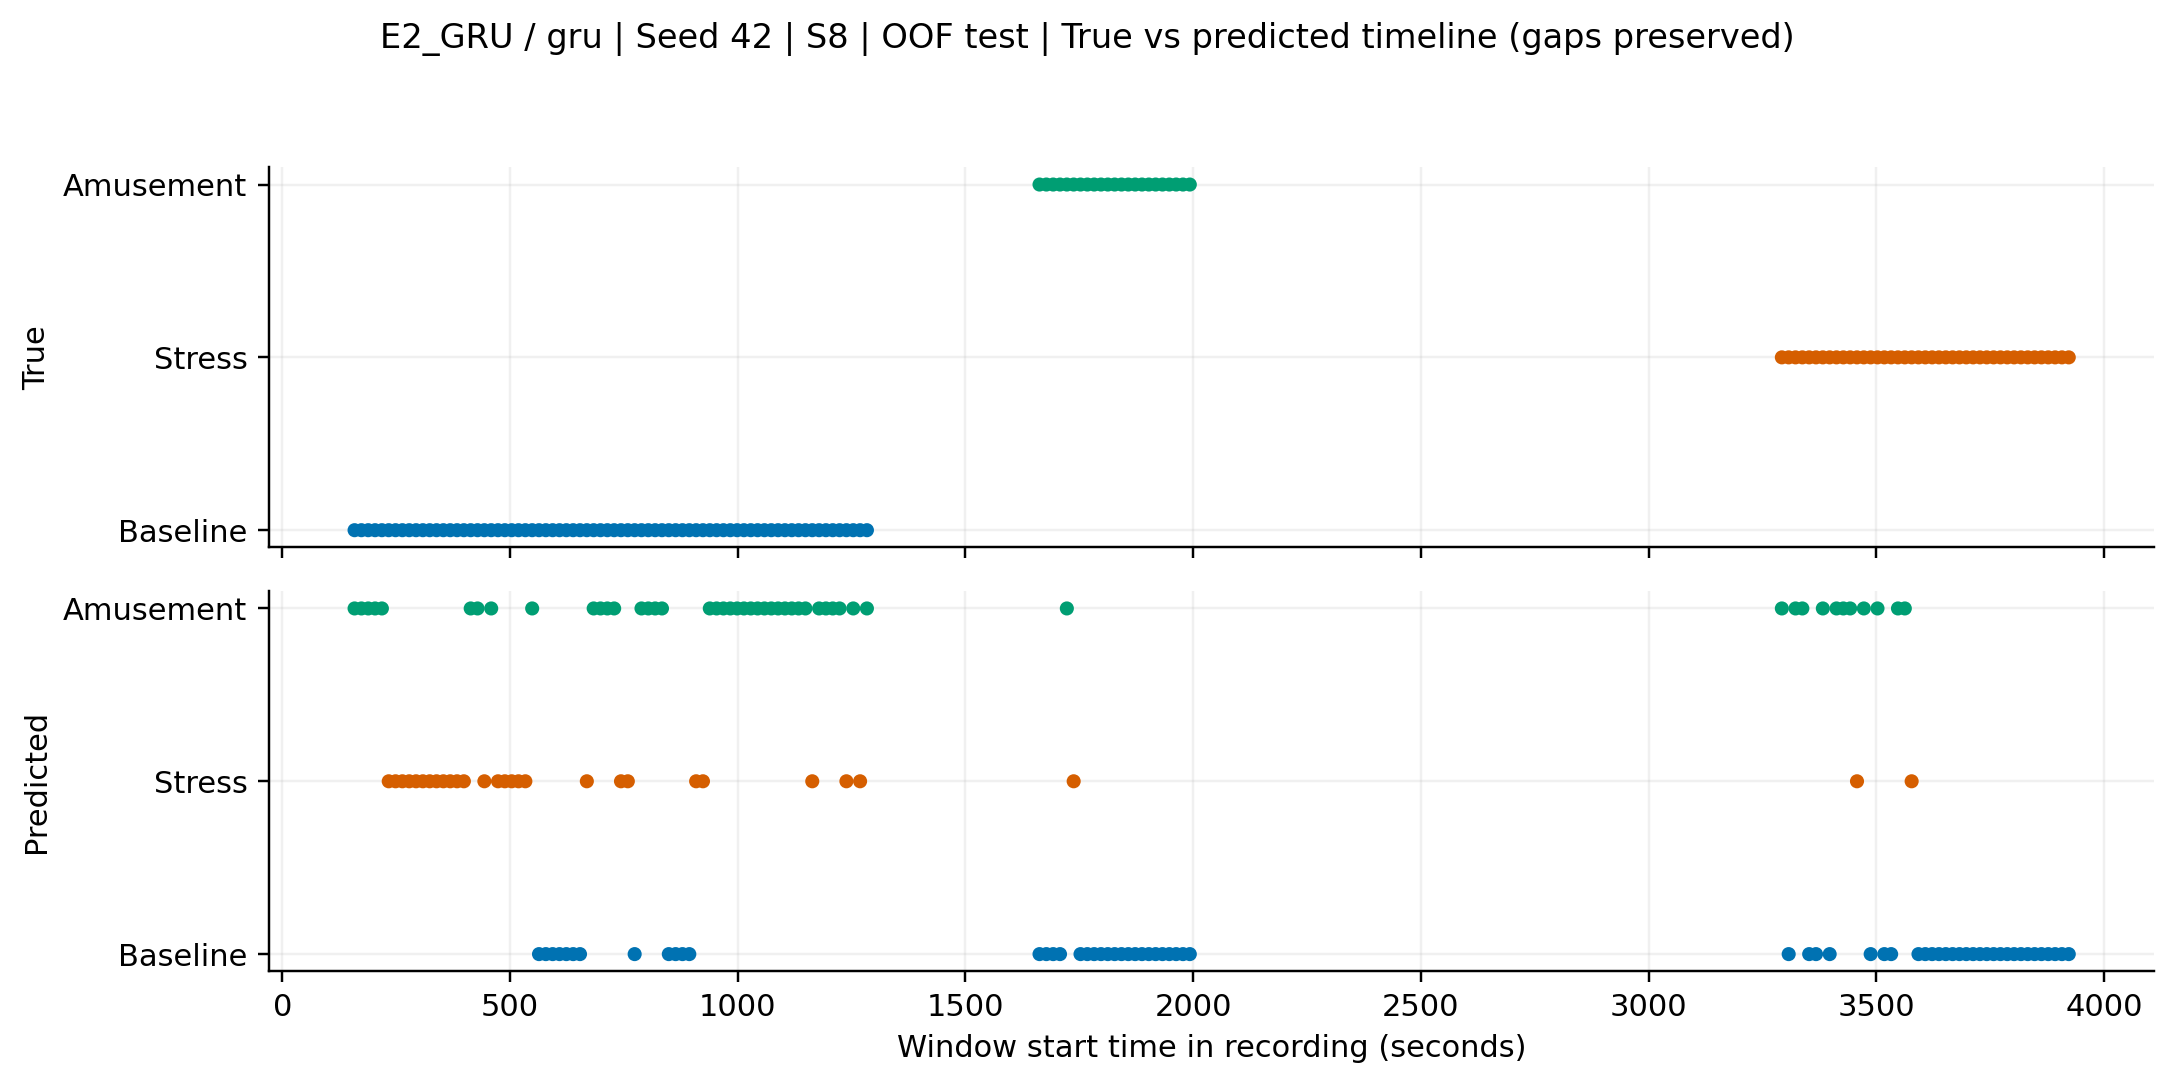 E2_GRU / gru | Seed 42 | S8 | OOF test | True vs predicted timeline (gaps preserved)
True
Amusement
Stress
Baseline
Predicted
Amusement
Stress
Baseline
0 500 1000 1500 2000 2500 3000 3500 4000
Window start time in recording (seconds)